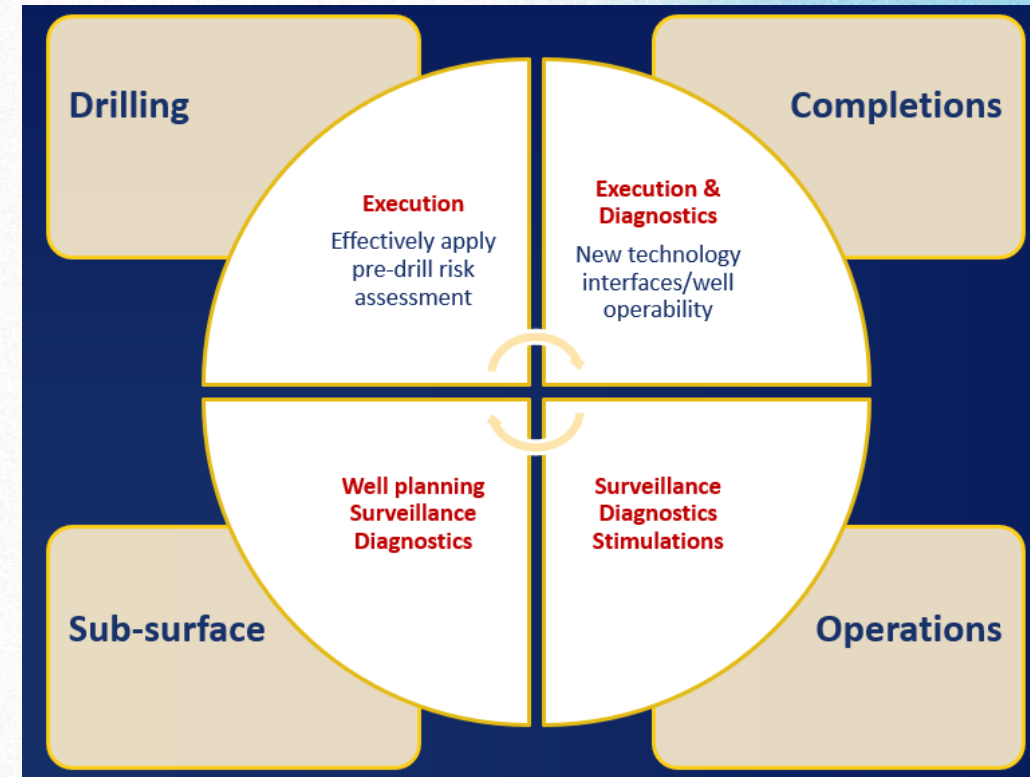 Drilling
Completions
Execution
Effectively apply
pre-drill risk
assessment
Execution &
Diagnostics
New technology
interfaces/well
operability
Well planning
Surveillance
Diagnostics
Surveillance
Diagnostics
Stimulations
Sub-surface
Operations